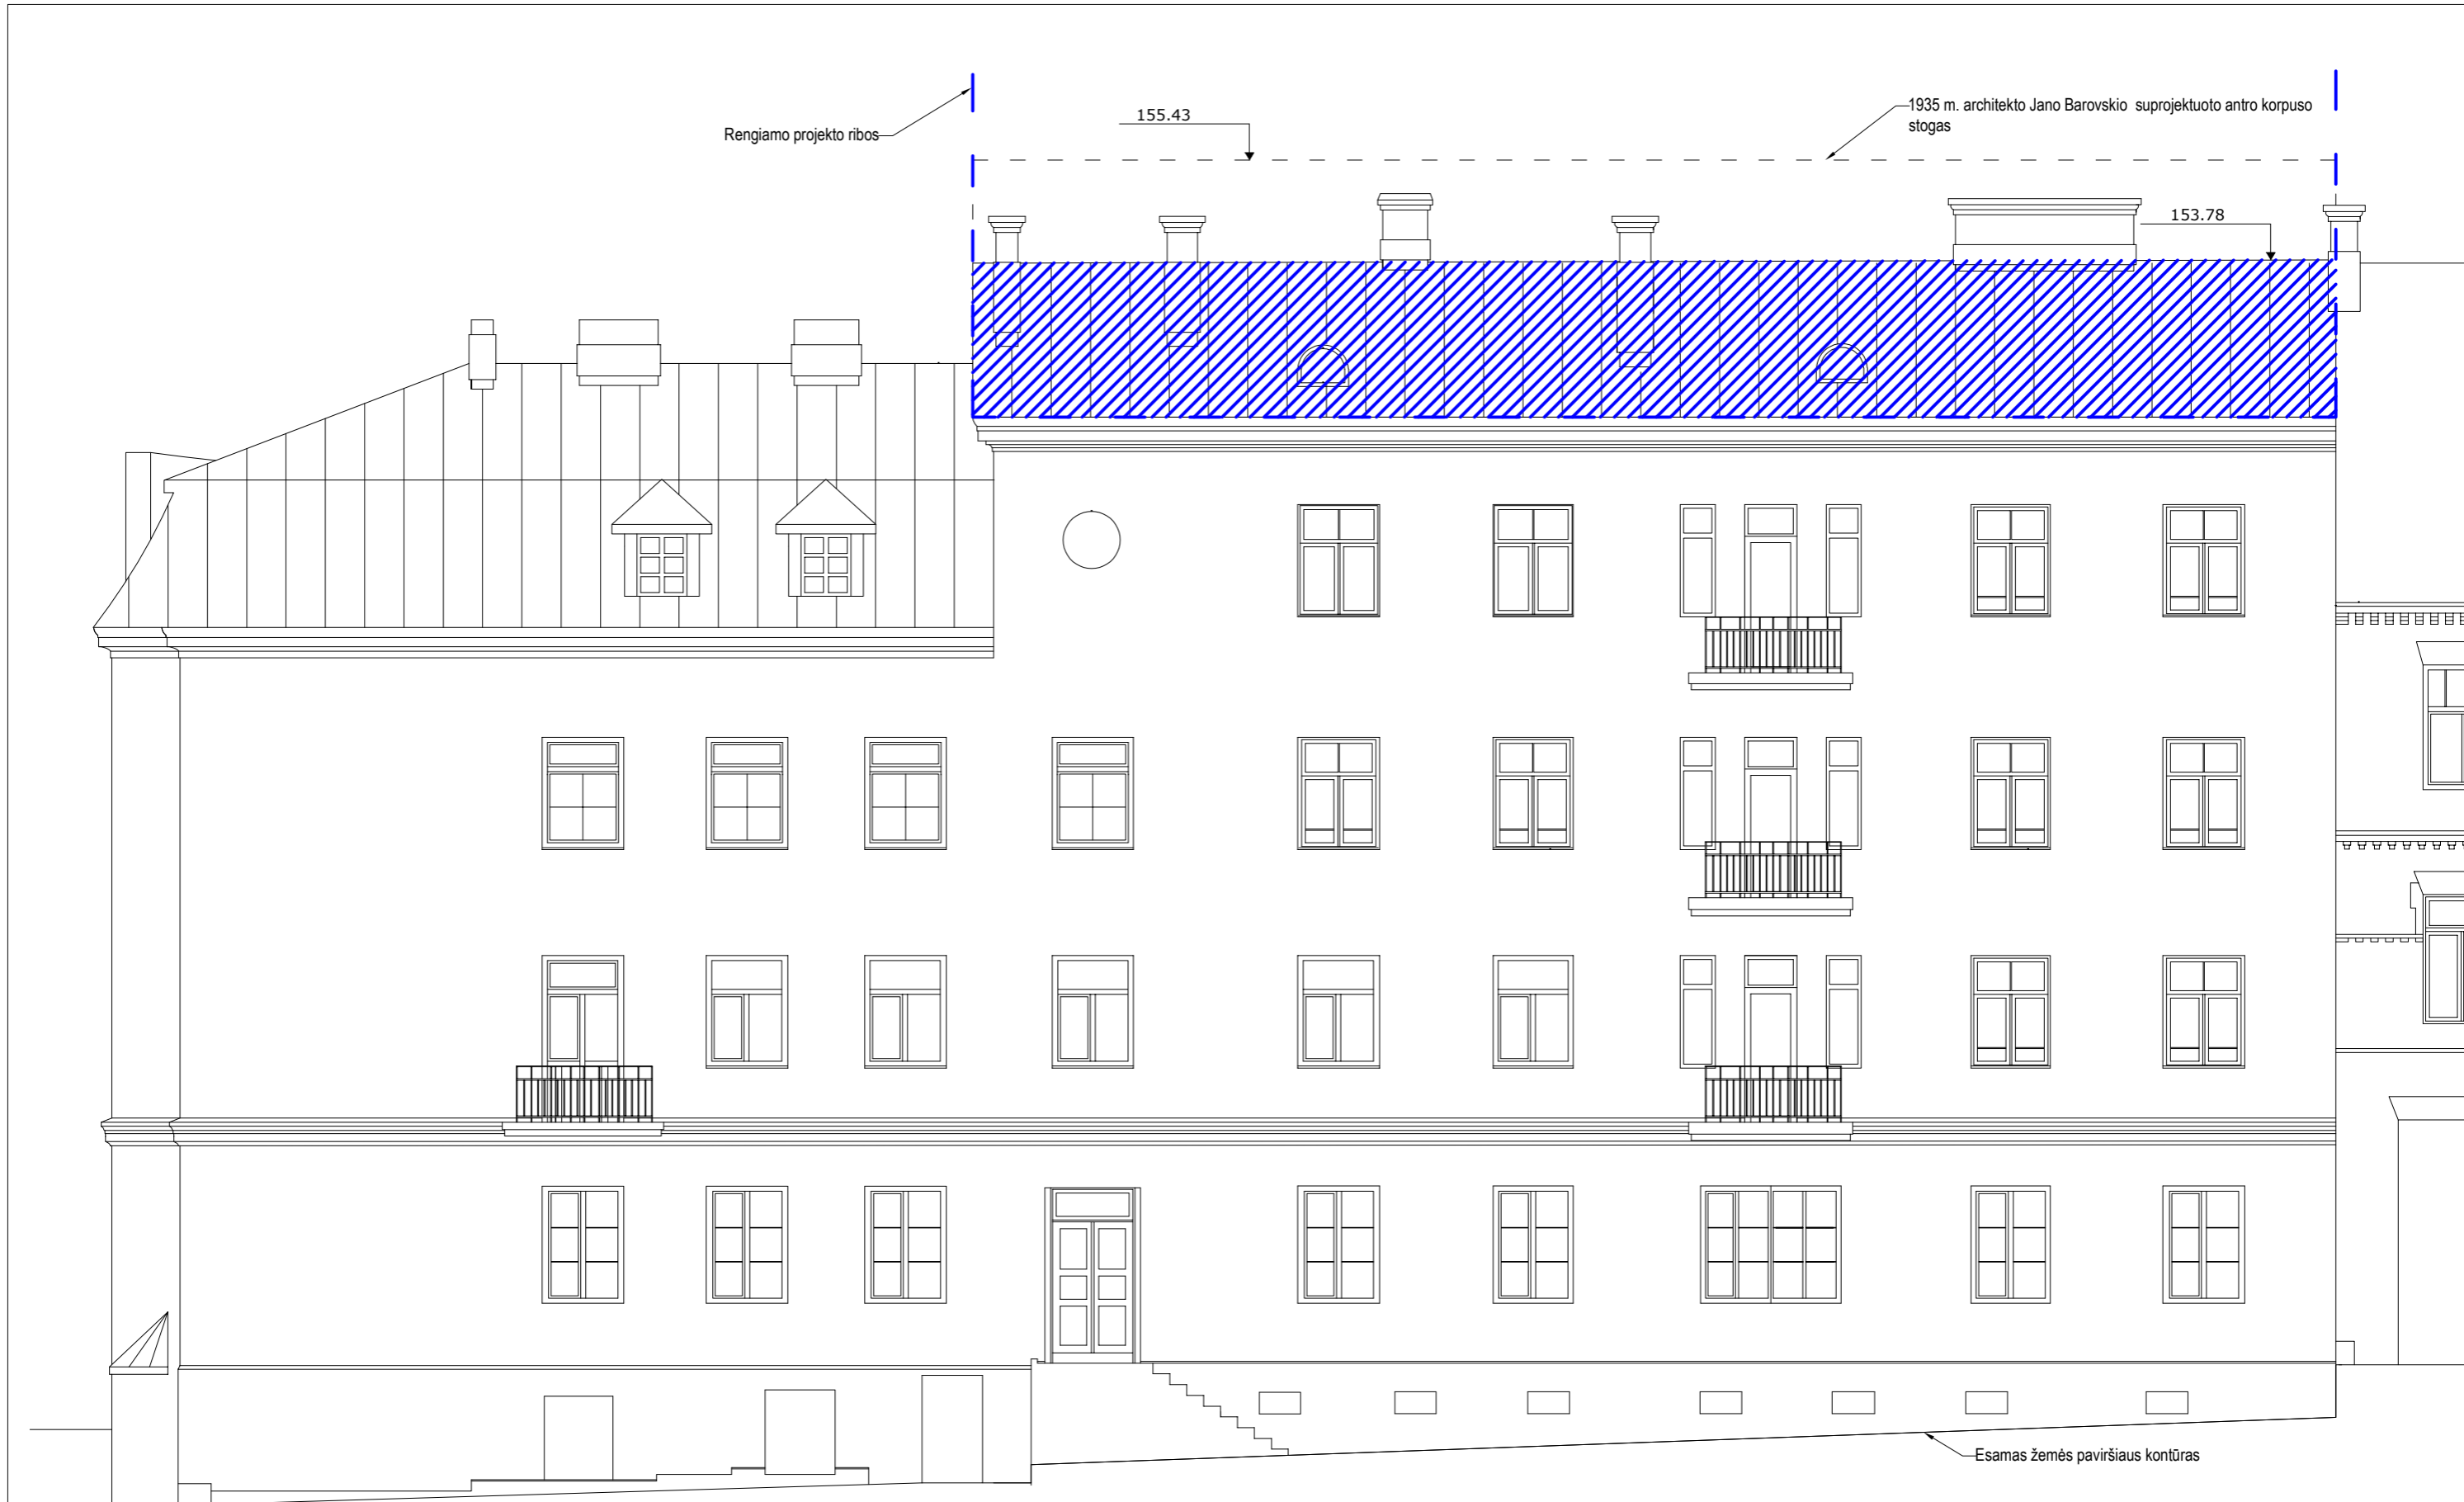 1935 m. architekto Jano Barovskio suprojektuoto antro korpuso
stogas
155.43
Rengiamo projekto ribos
153.78
Esamas žemės paviršiaus kontūras